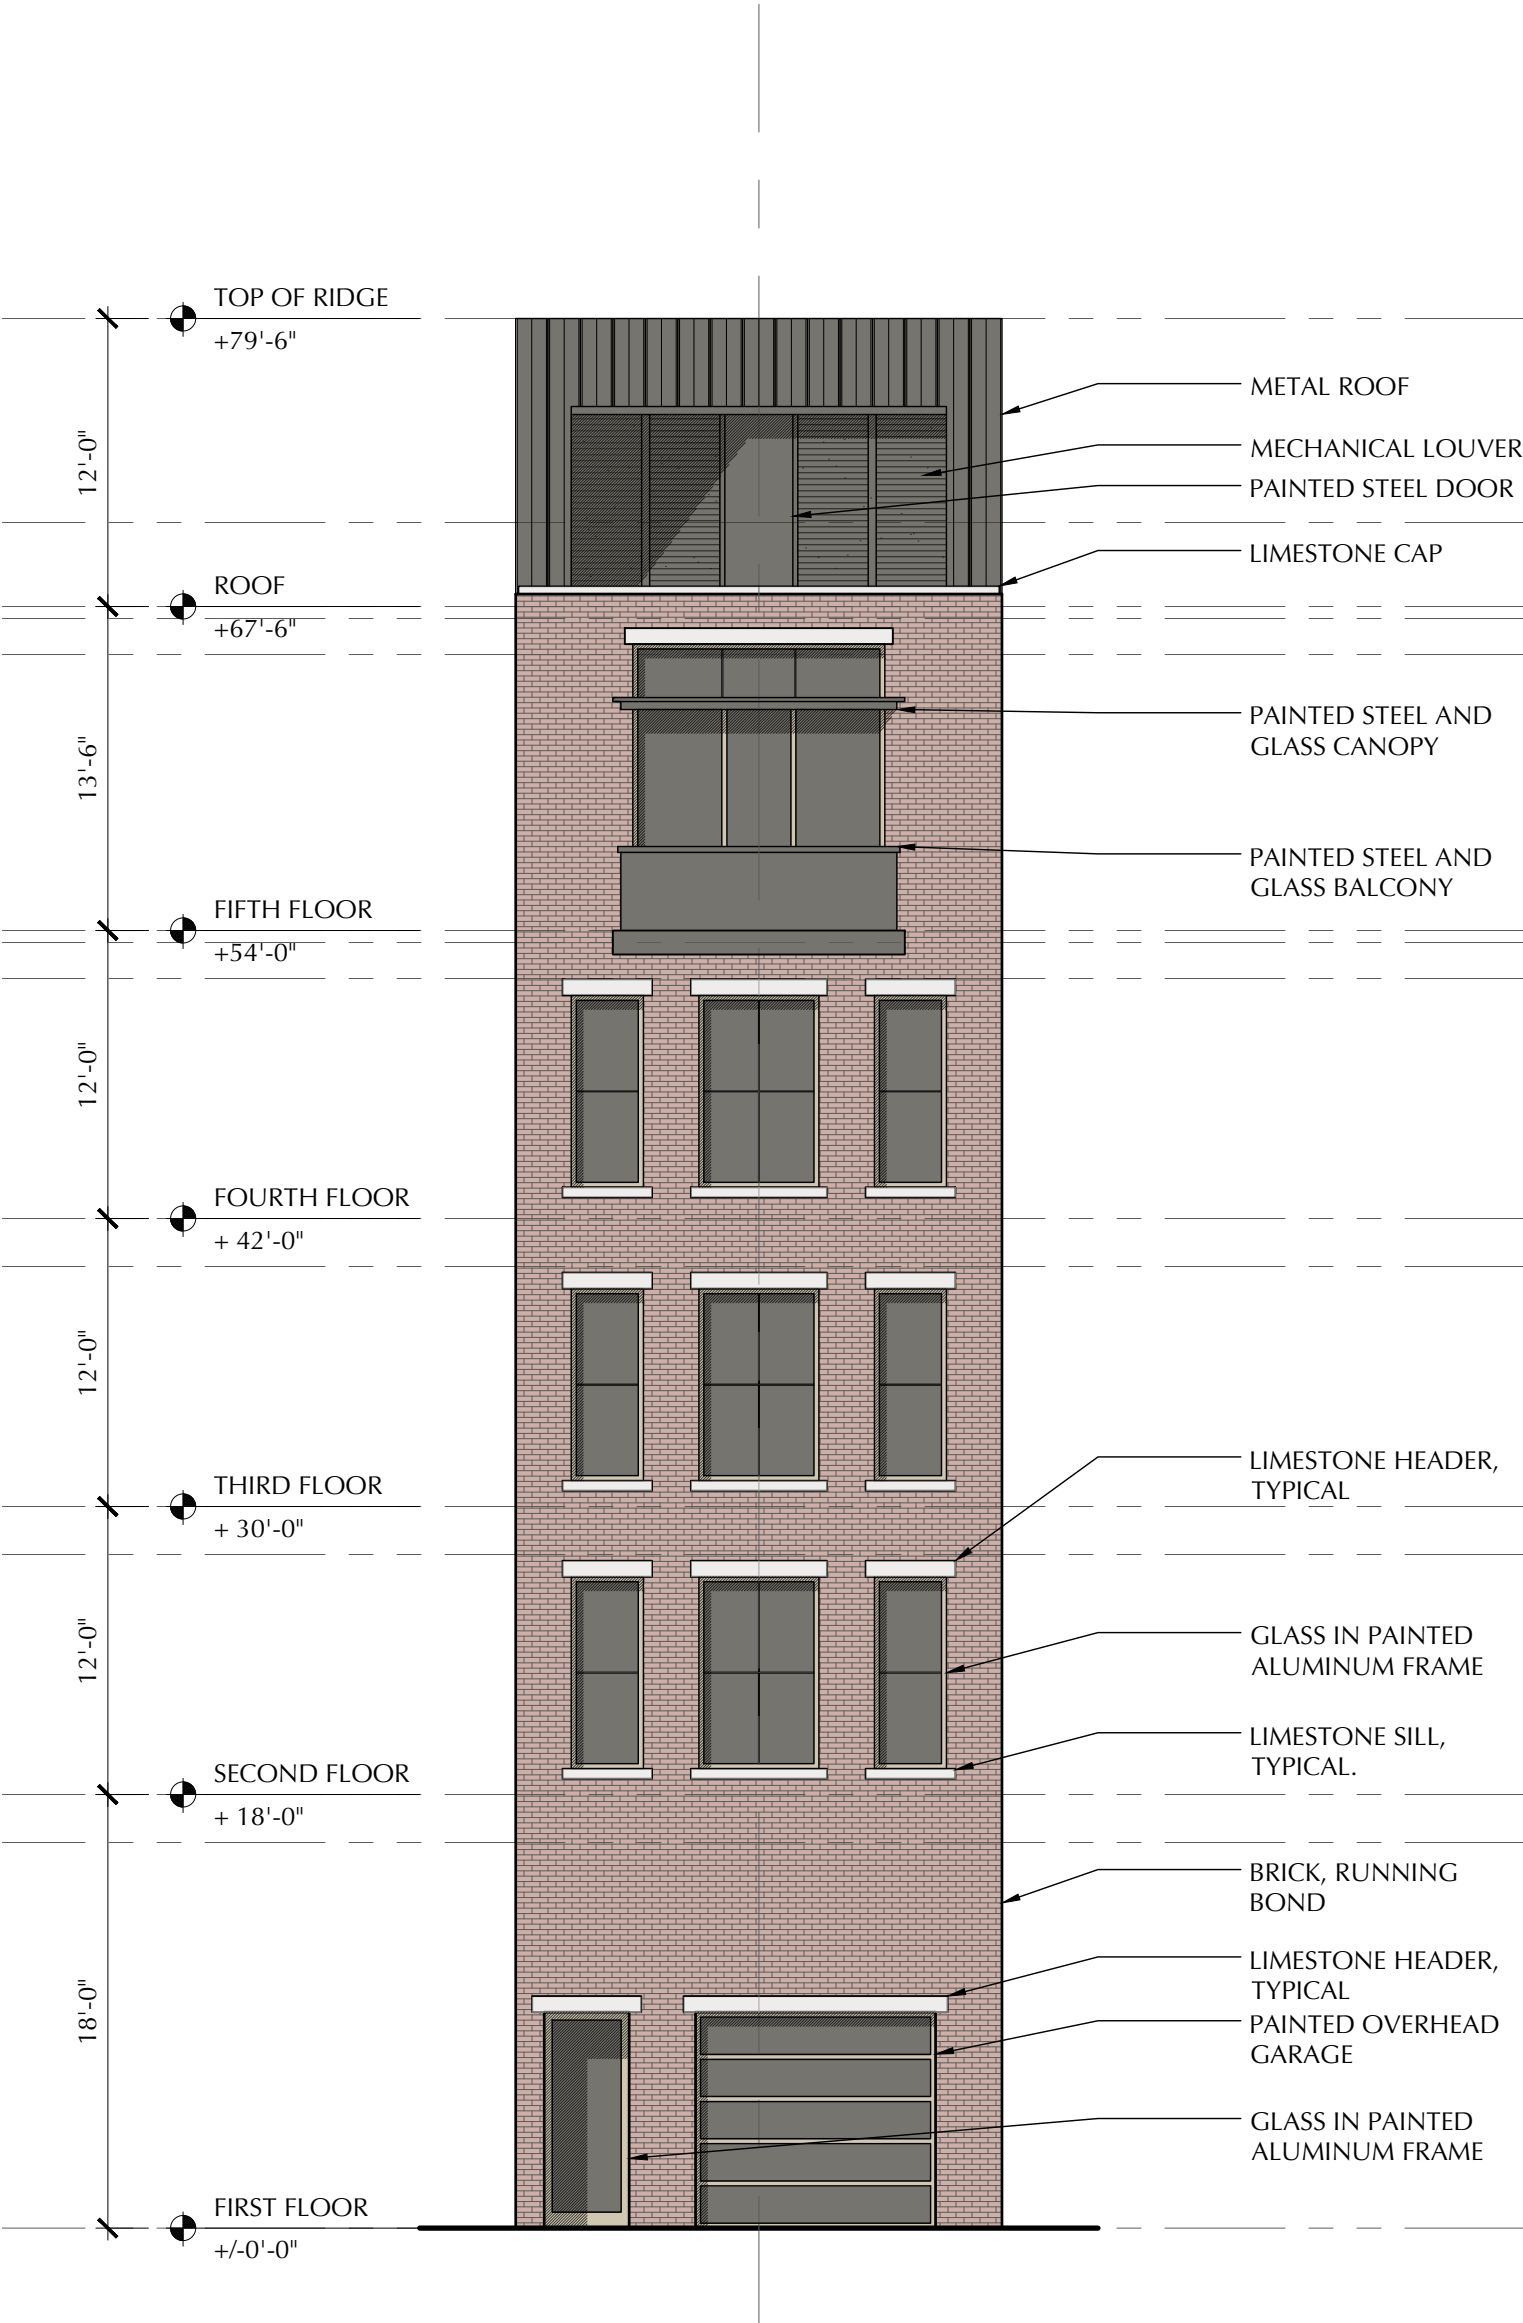 TOP OF RIDGE
+79'-6"
METAL ROOF
12'-0"
MECHANICAL LOUVER
PAINTED STEEL DOOR
LIMESTONE CAP
ROOF
+67'-6"
PAINTED STEEL AND
GLASS CANOPY
13'-6"
PAINTED STEEL AND
GLASS BALCONY
FIFTH FLOOR
+54'-0"
12'-0"
FOURTH FLOOR
+ 42'-0"
12'-0"
LIMESTONE HEADER,
TYPICAL
THIRD FLOOR
+ 30'-0"
12'-0"
GLASS IN PAINTED
ALUMINUM FRAME
LIMESTONE SILL,
TYPICAL.
SECOND FLOOR
+ 18'-0"
BRICK, RUNNING
BOND
LIMESTONE HEADER,
TYPICAL
18'-0"
PAINTED OVERHEAD
GARAGE
GLASS IN PAINTED
ALUMINUM FRAME
FIRST FLOOR
+/-0'-0"